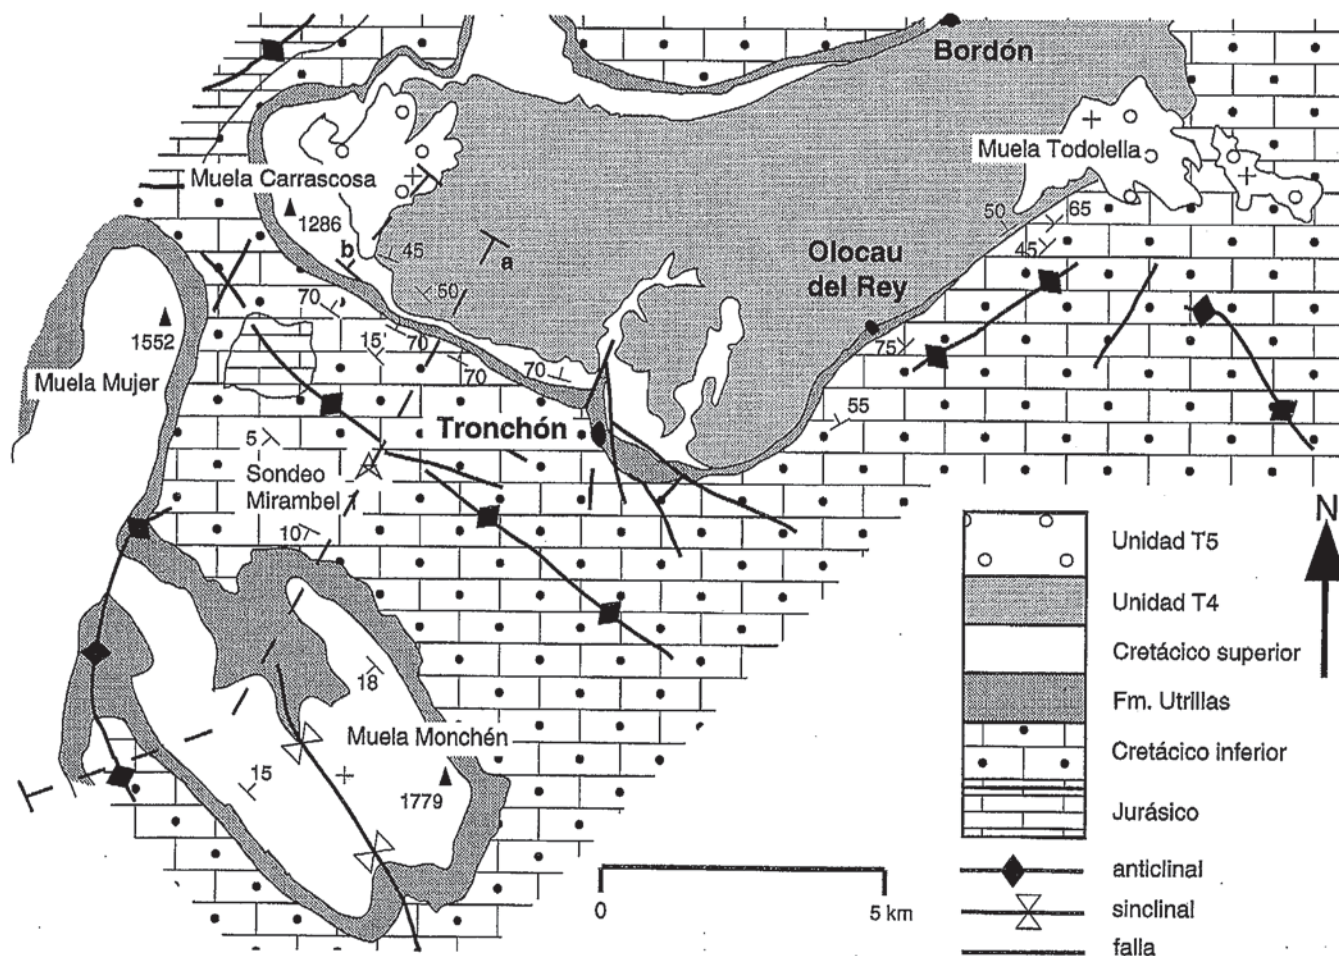 Bordón
Muela Todolella
Muela Carrascosa
1286
50
65
45
b
45
a
Olocau
del Rey
50
70
15
70
70
70
75
1552
Muela Mujer
Tronchón
55
5
Sondeo
Mirambel 1
10
18
Muela Monchén
15
1779
N
Unidad T5
Unidad T4
Cretácico superior
Fm. Utrillas
Cretácico inferior
Jurásico
anticlinal
sinclinal
falla
0
5 km